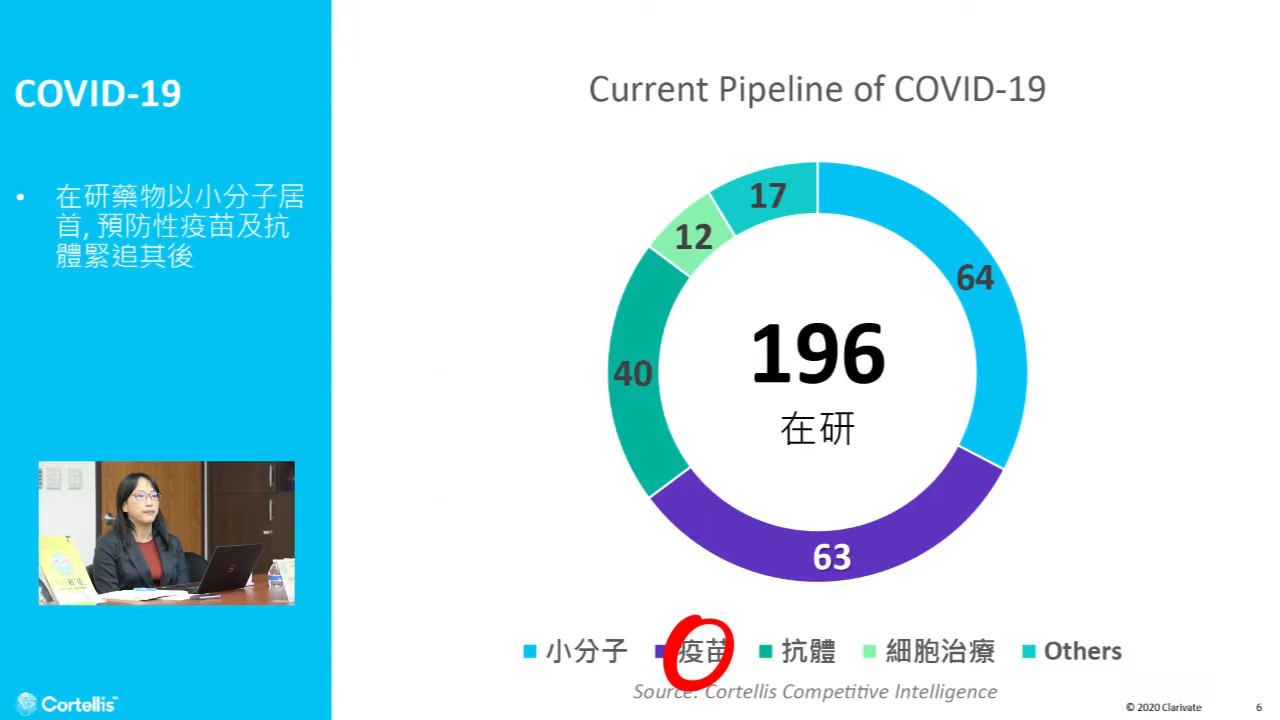 COVID-19
• 在研藥物以小分子居
首, 預防性疫苗及抗
體緊追其後
Current Pipeline of COVID-19
17
12
64
40
63
196
在研
小分子 疫苗 抗體 細胞治療 Others
Source: Cortellis Competitive Intelligence
Cortellis™
© 2020 Clarivate 6